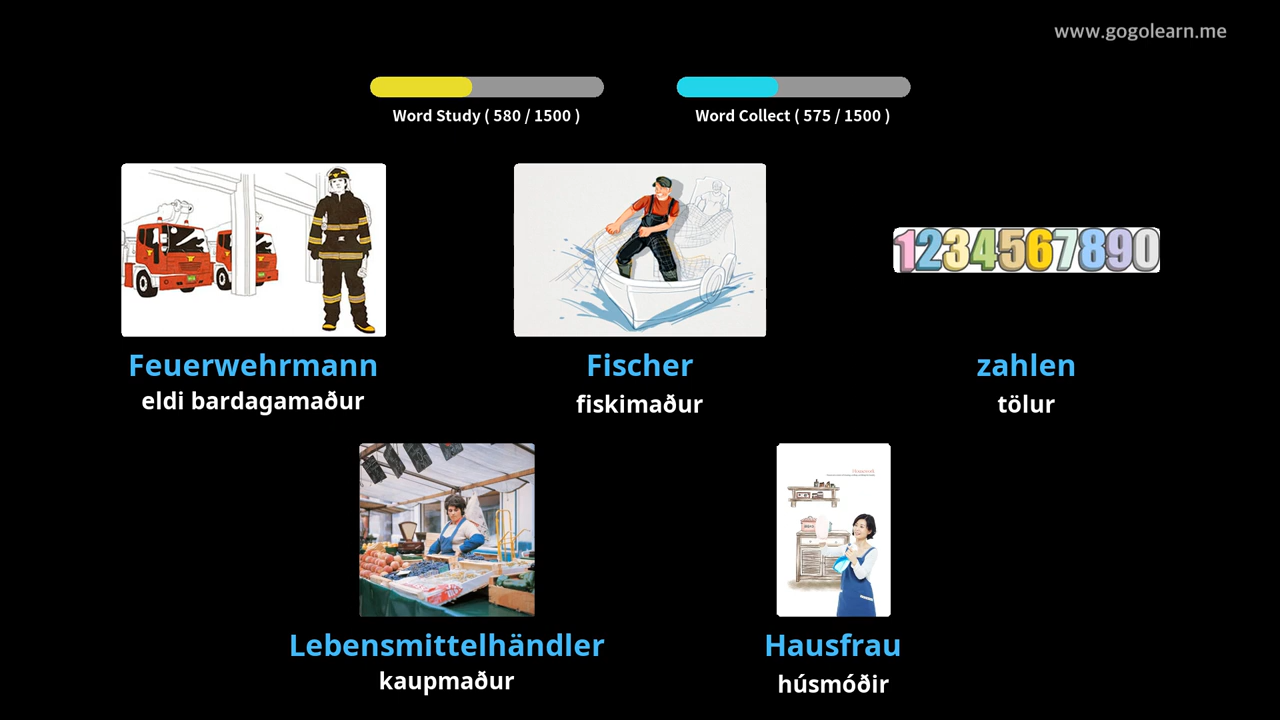 www.gogolearn.me
Word Study ( 580 / 1500 )
Word Collect ( 575 / 1500 )
1234567890
Feuerwehrmann
eldi bardagamaður
Fischer
fiskimaður
zahlen
tölur
Lebensmittelhändler
kaupmaður
Hausfrau
húsmóðir